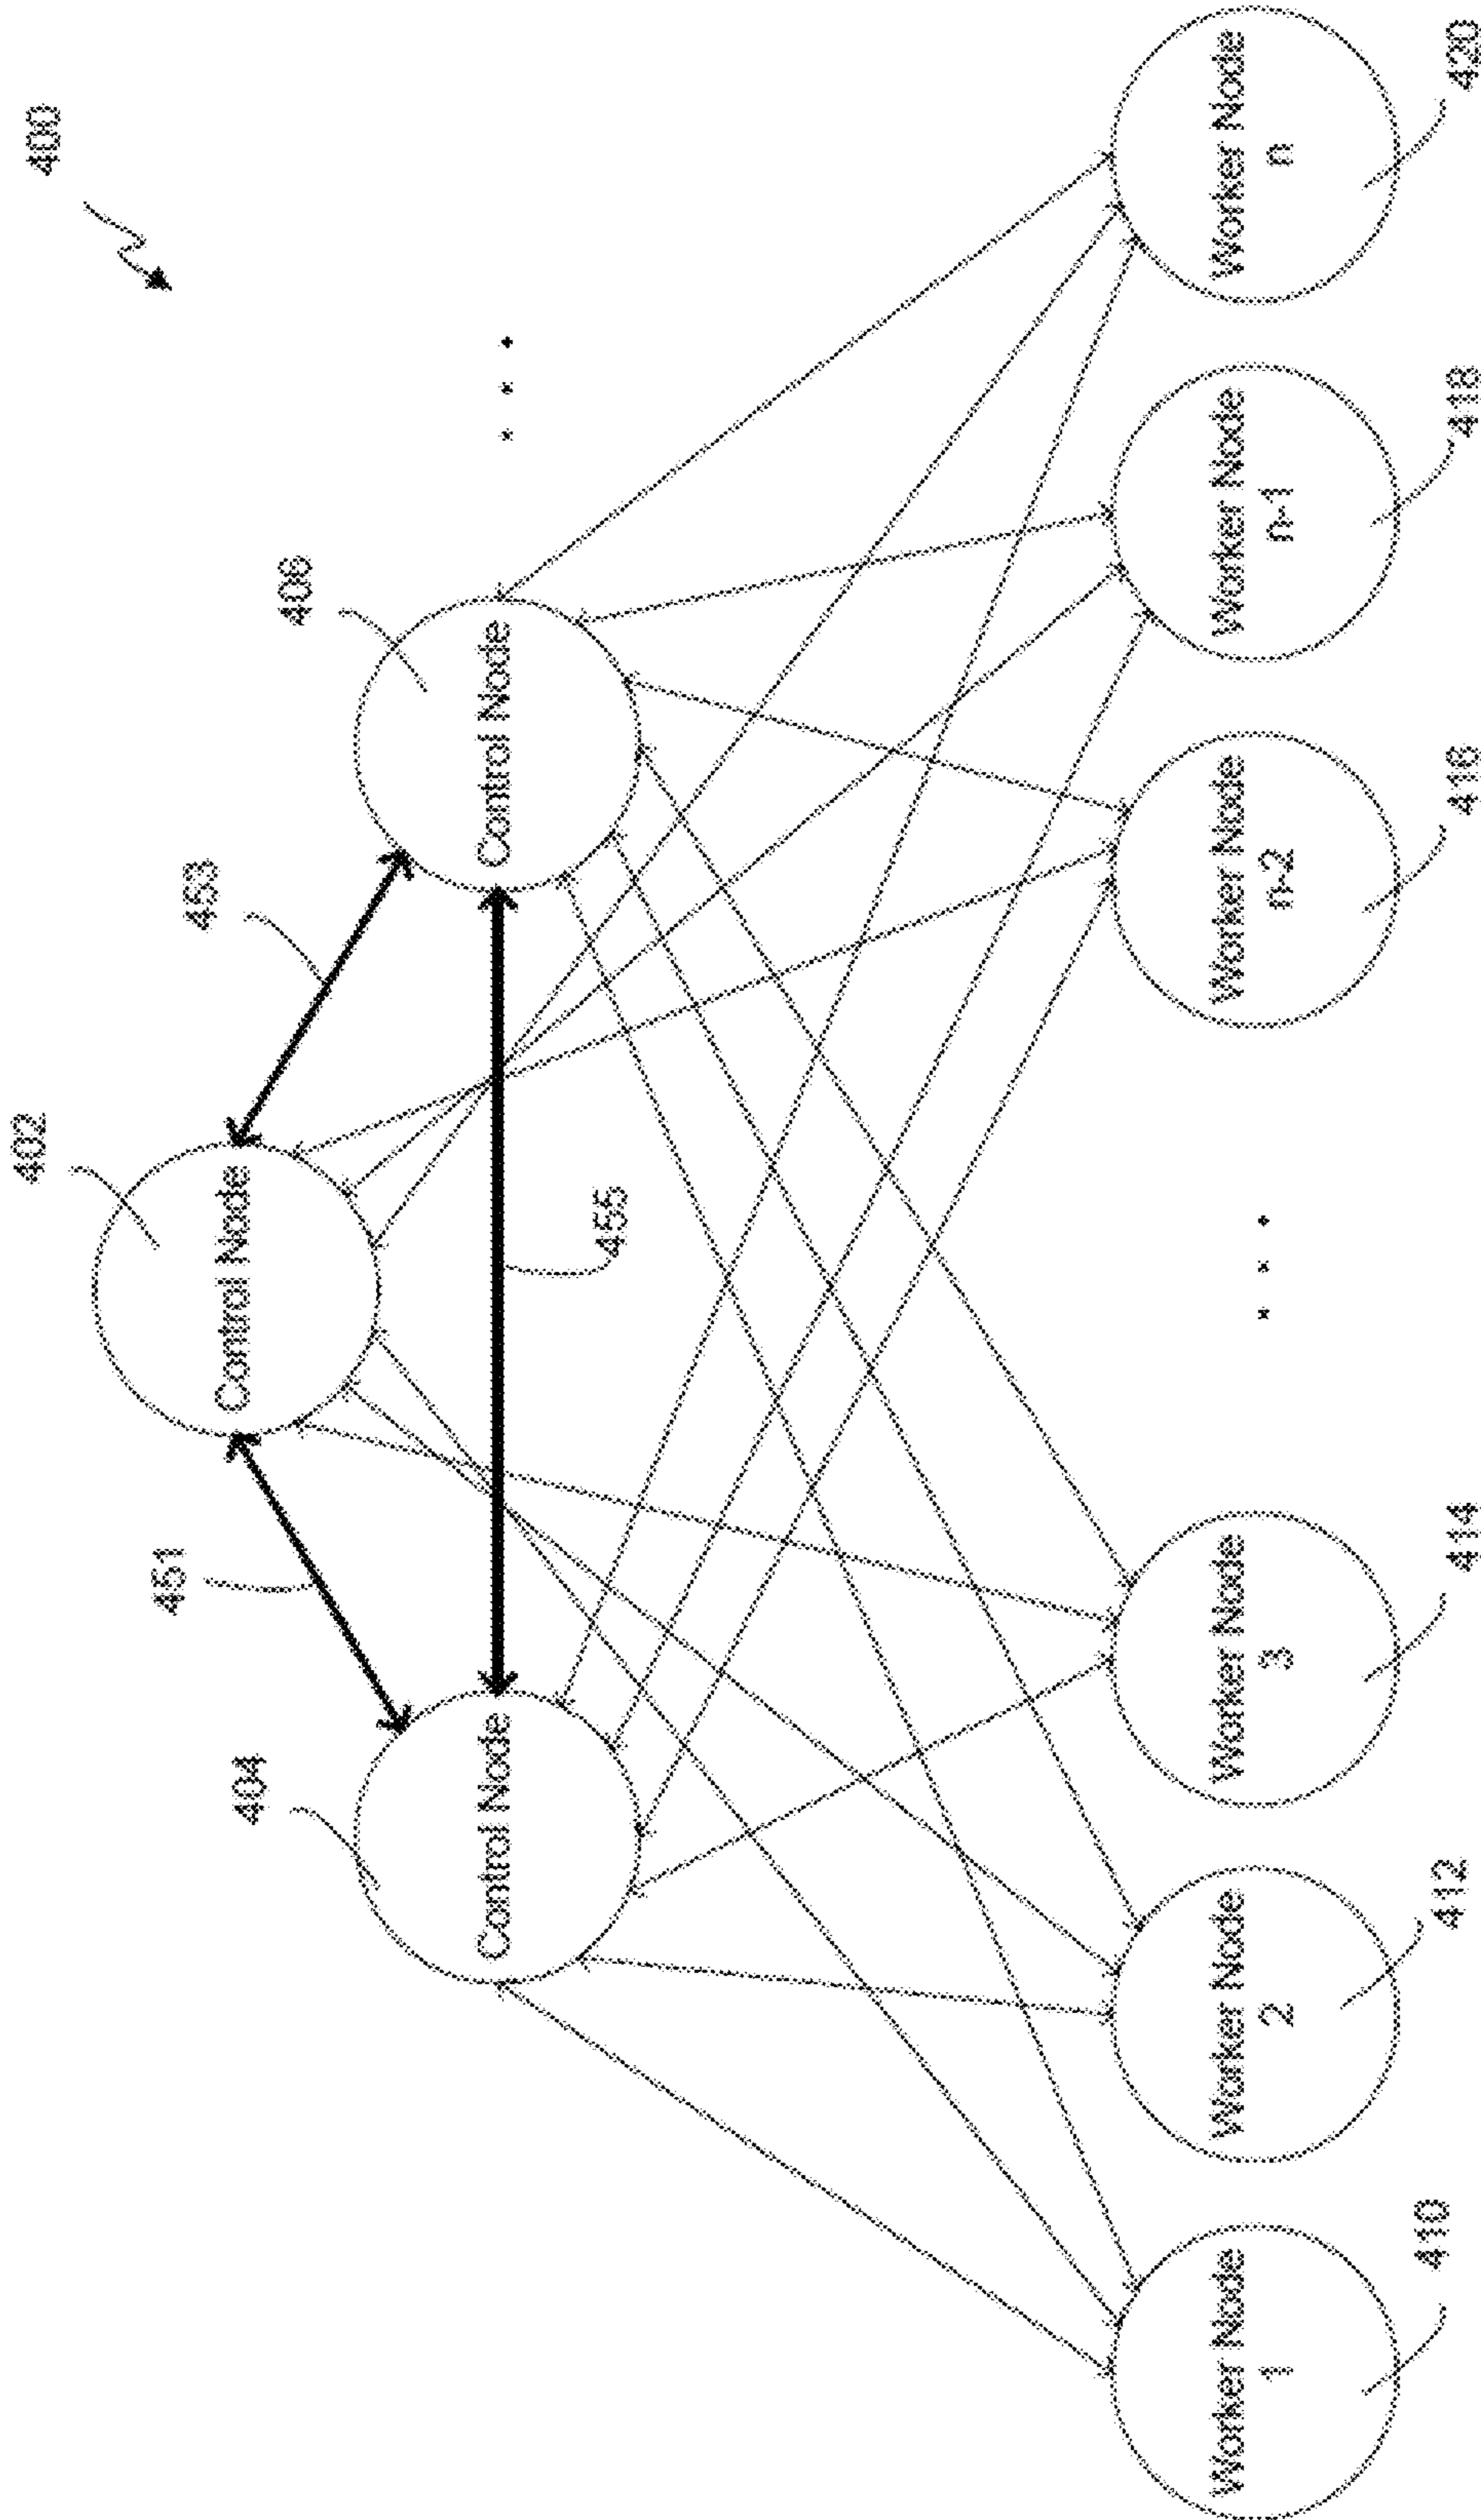 400
402
451
453
Control Node
404
406
Control Node
Control Node
455
. . .
Worker Node
1
Worker Node
2
Worker Node
3
. . .
Worker Node
n-2
Worker Node
n-1
Worker Node
n
410
412
414
416
418
420